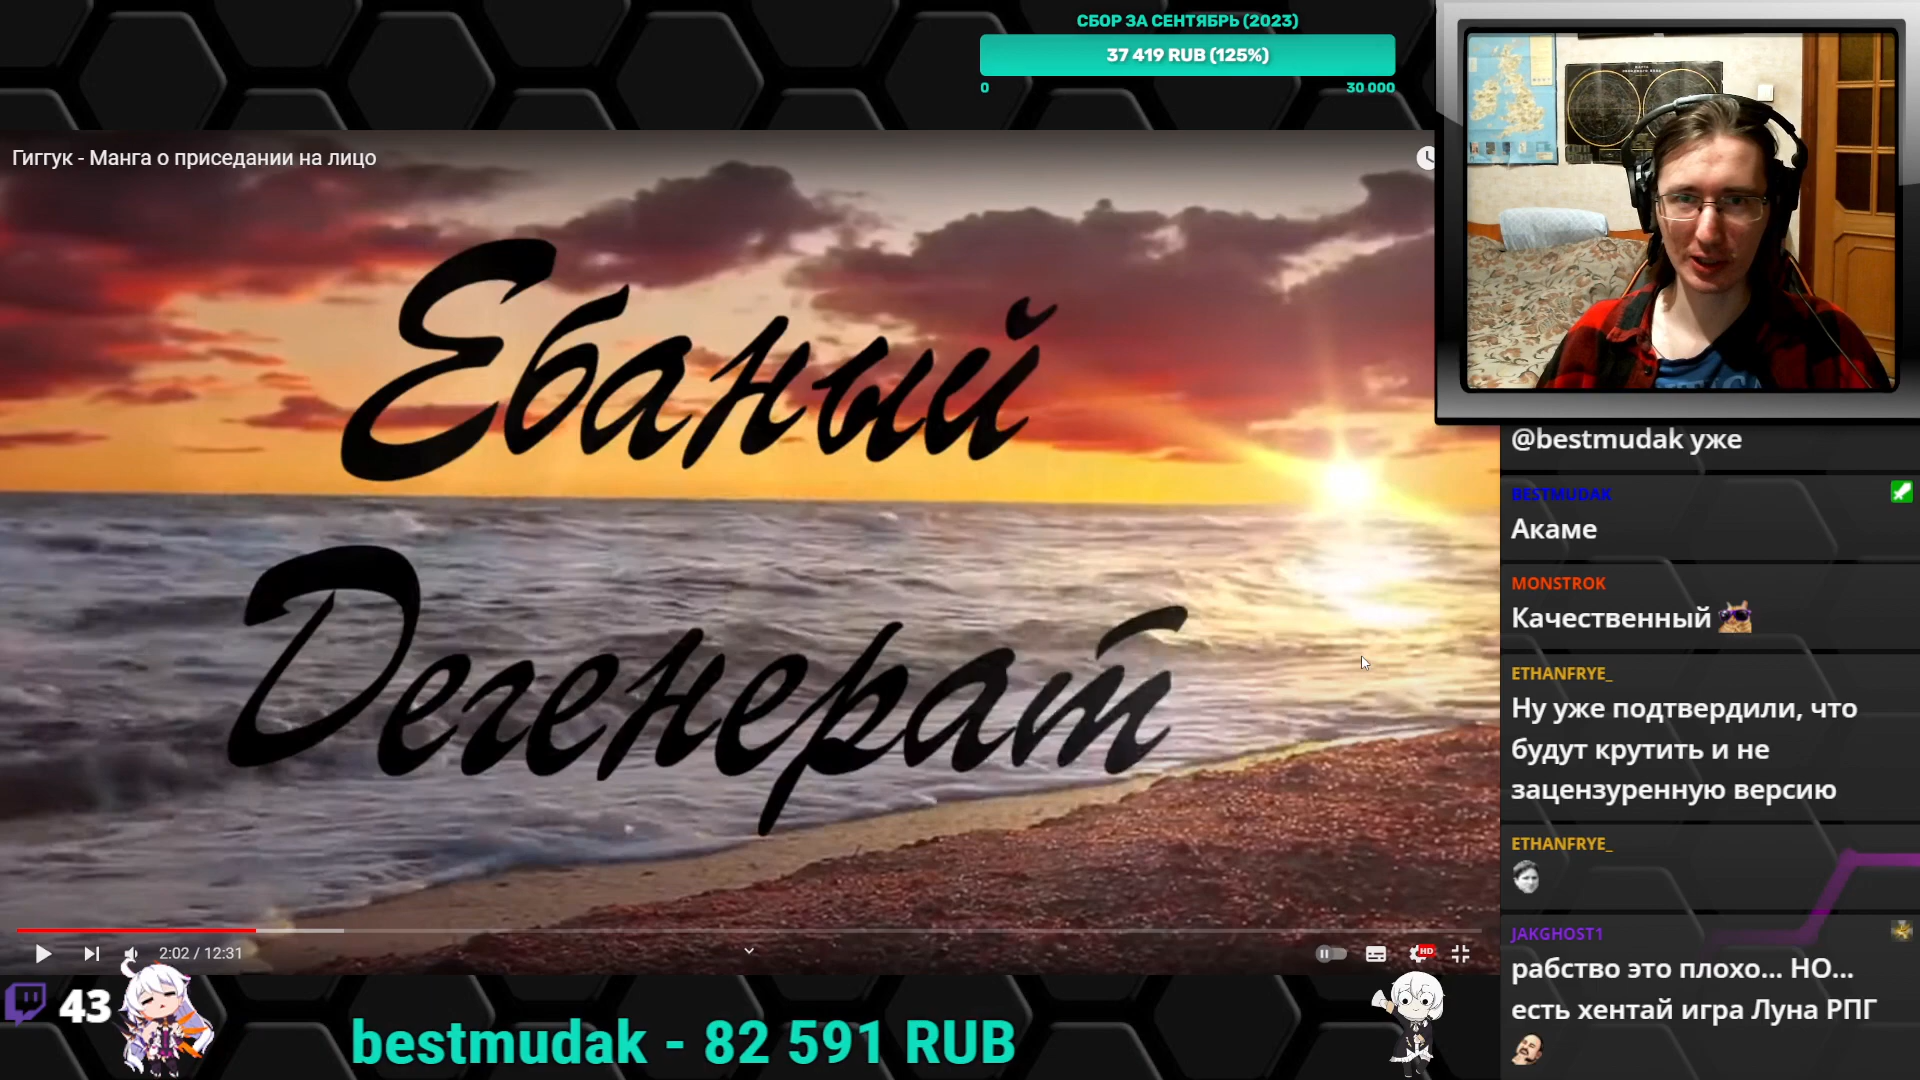 СБОР ЗА СЕНТЯБРЬ (2023)
37 419 RUB (125%)
0
30 000
Гиггук - Манга о приседании на лицо
Ебаный
Дегенерат
2:02 / 12:31
HD
43
bestmudak - 82 591 RUB
@bestmudak уже
BESTMUDAK
Акаме
MONSTROK
Качественный
ETHANFRYE_
Ну уже подтвердили, что
будут крутить и не
зацензуренную версию
ETHANFRYE_
JAKGHOST1
рабство это плохо... НО...
есть хентай игра Луна РПГ